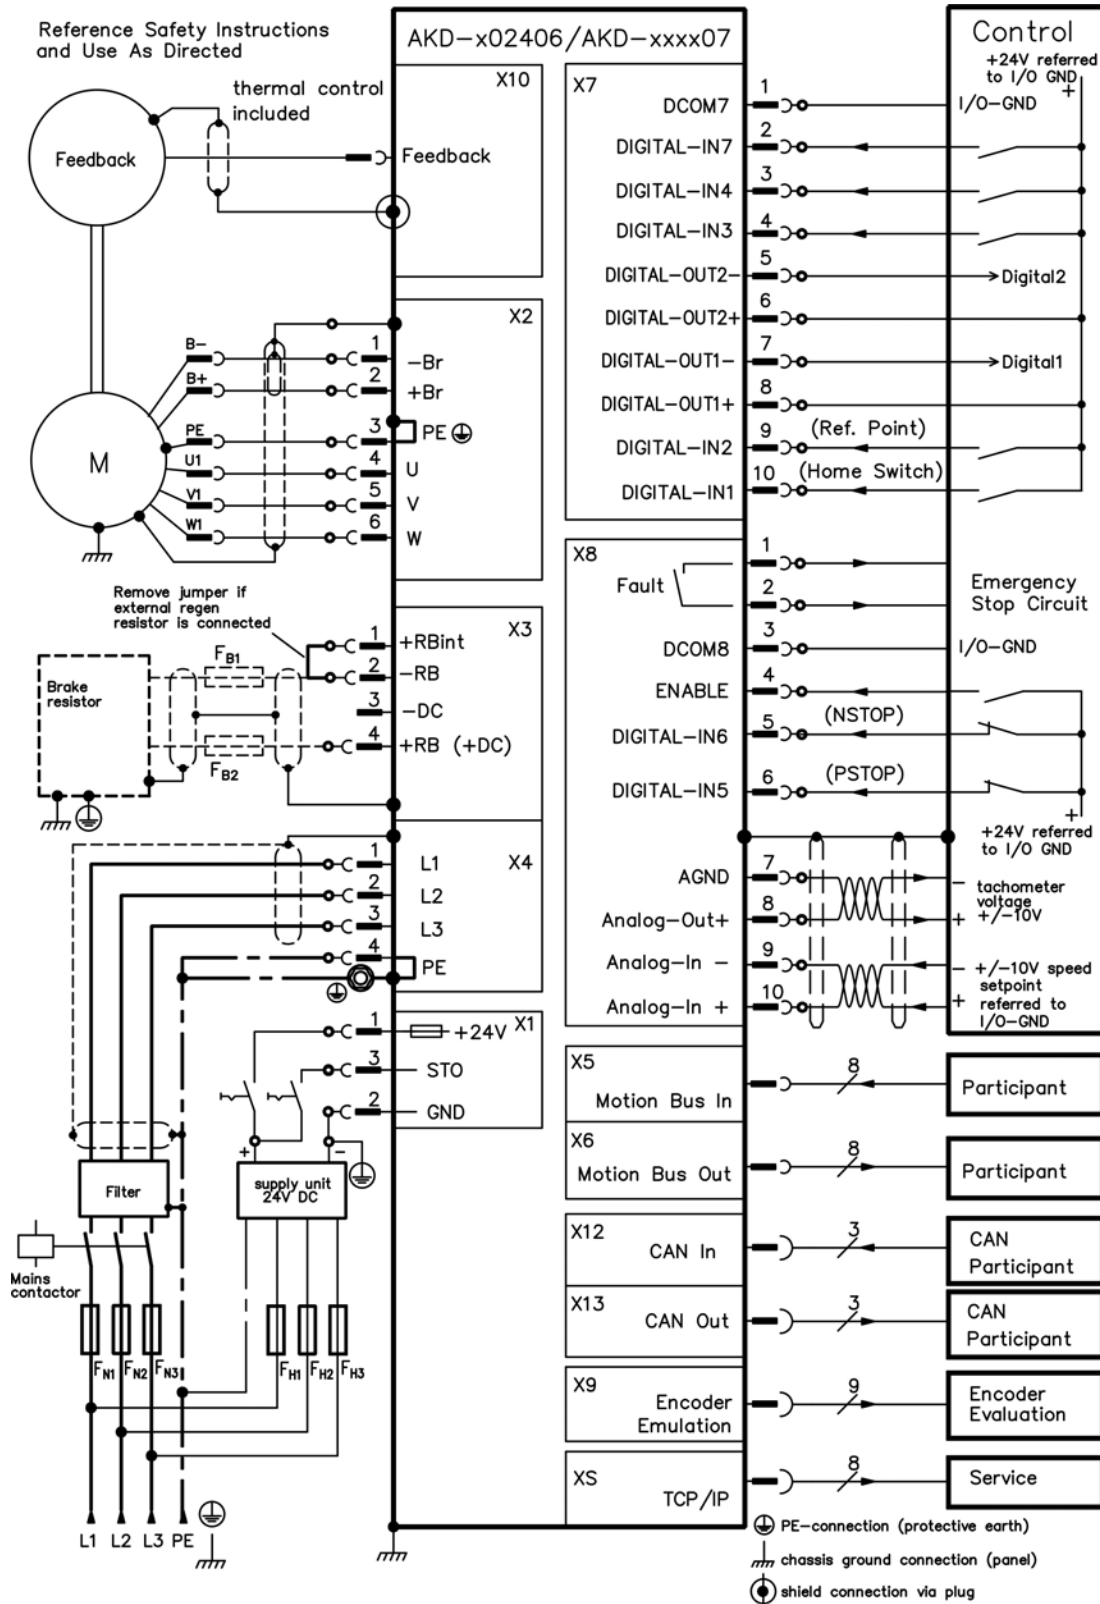 Reference Safety Instructions
and Use As Directed
AKD-x02406/AKD-xxxx07
Control
+24V referred
to I/O GND
+
thermal control
included
Feedback
X10
Feedback
X7
DCOM7
1
I/O-GND
DIGITAL-IN7
2
DIGITAL-IN4
3
DIGITAL-IN3
4
DIGITAL-OUT2-
5
Digital2
DIGITAL-OUT2+
6
DIGITAL-OUT1-
7
Digital1
DIGITAL-OUT1+
8
DIGITAL-IN2
9
(Ref. Point)
DIGITAL-IN1
10
(Home Switch)
X2
M
B-
1
-Br
B+
2
+Br
PE
3
PE
U1
4
U
V1
5
V
W1
6
W
X8
Fault
1
2
Emergency
Stop Circuit
DCOM8
3
I/O-GND
ENABLE
4
DIGITAL-IN6
5
(NSTOP)
DIGITAL-IN5
6
(PSTOP)
+
+24V referred
to I/O GND
AGND
7
-
tachometer
voltage
+/-10V
Analog-Out+
8
+
Analog-In -
9
-
+/-10V speed
setpoint
referred to
I/O-GND
Analog-In +
10
+
Remove jumper if
external regen
resistor is connected
X3
Brake
resistor
FB1
FB2
1
+RBint
2
-RB
3
-DC
4
+RB (+DC)
X4
1
L1
2
L2
3
L3
4
PE
X1
1
+24V
3
STO
2
GND
+
-
supply unit
24V DC
Filter
Mains
contactor
FN1
FN2
FN3
FH1
FH2
FH3
L1
L2
L3
PE
X5
Motion Bus In
8
Participant
X6
Motion Bus Out
8
Participant
X12
CAN In
3
CAN
Participant
X13
CAN Out
3
CAN
Participant
X9
Encoder
Emulation
9
Encoder
Evaluation
XS
TCP/IP
8
Service
PE-connection (protective earth)
chassis ground connection (panel)
shield connection via plug